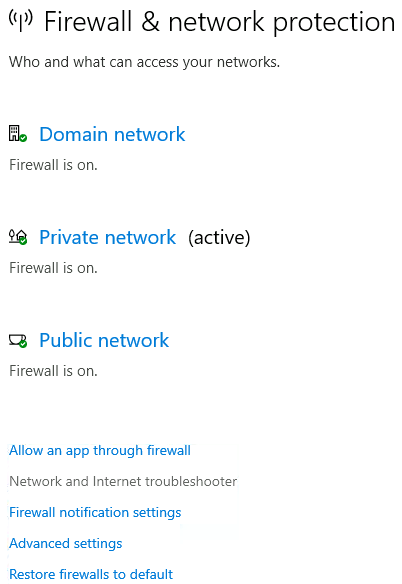 Firewall & network protection
Who and what can access your networks.
Domain network
Firewall is on.
Private network (active)
Firewall is on.
Public network
Firewall is on.
Allow an app through firewall
Network and Internet troubleshooter
Firewall notification settings
Advanced settings
Restore firewalls to default